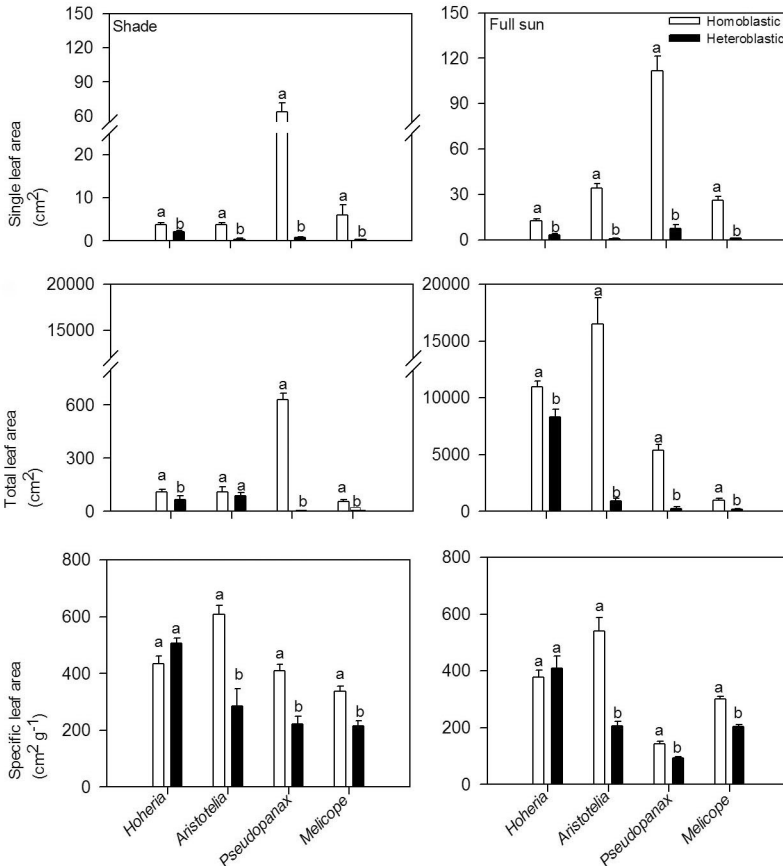 Shade
150
120
90
60
20
10
0
Single leaf area
(cm²)
a b a b a b a b
Full sun
Homoblastic
Heteroblastic
150
120
90
60
30
0
a b a b a b a b
20000
15000
600
300
0
Total leaf area
(cm²)
a b a a a b a b
20000
15000
10000
5000
0
a b a b a b a b
800
600
400
200
0
Specific leaf area
(cm² g⁻¹)
a a a b a b a b
Hoheria
Aristotelia
Pseudopanax
Melicope
800
600
400
200
0
a a a b a b a b
Hoheria
Aristotelia
Pseudopanax
Melicope